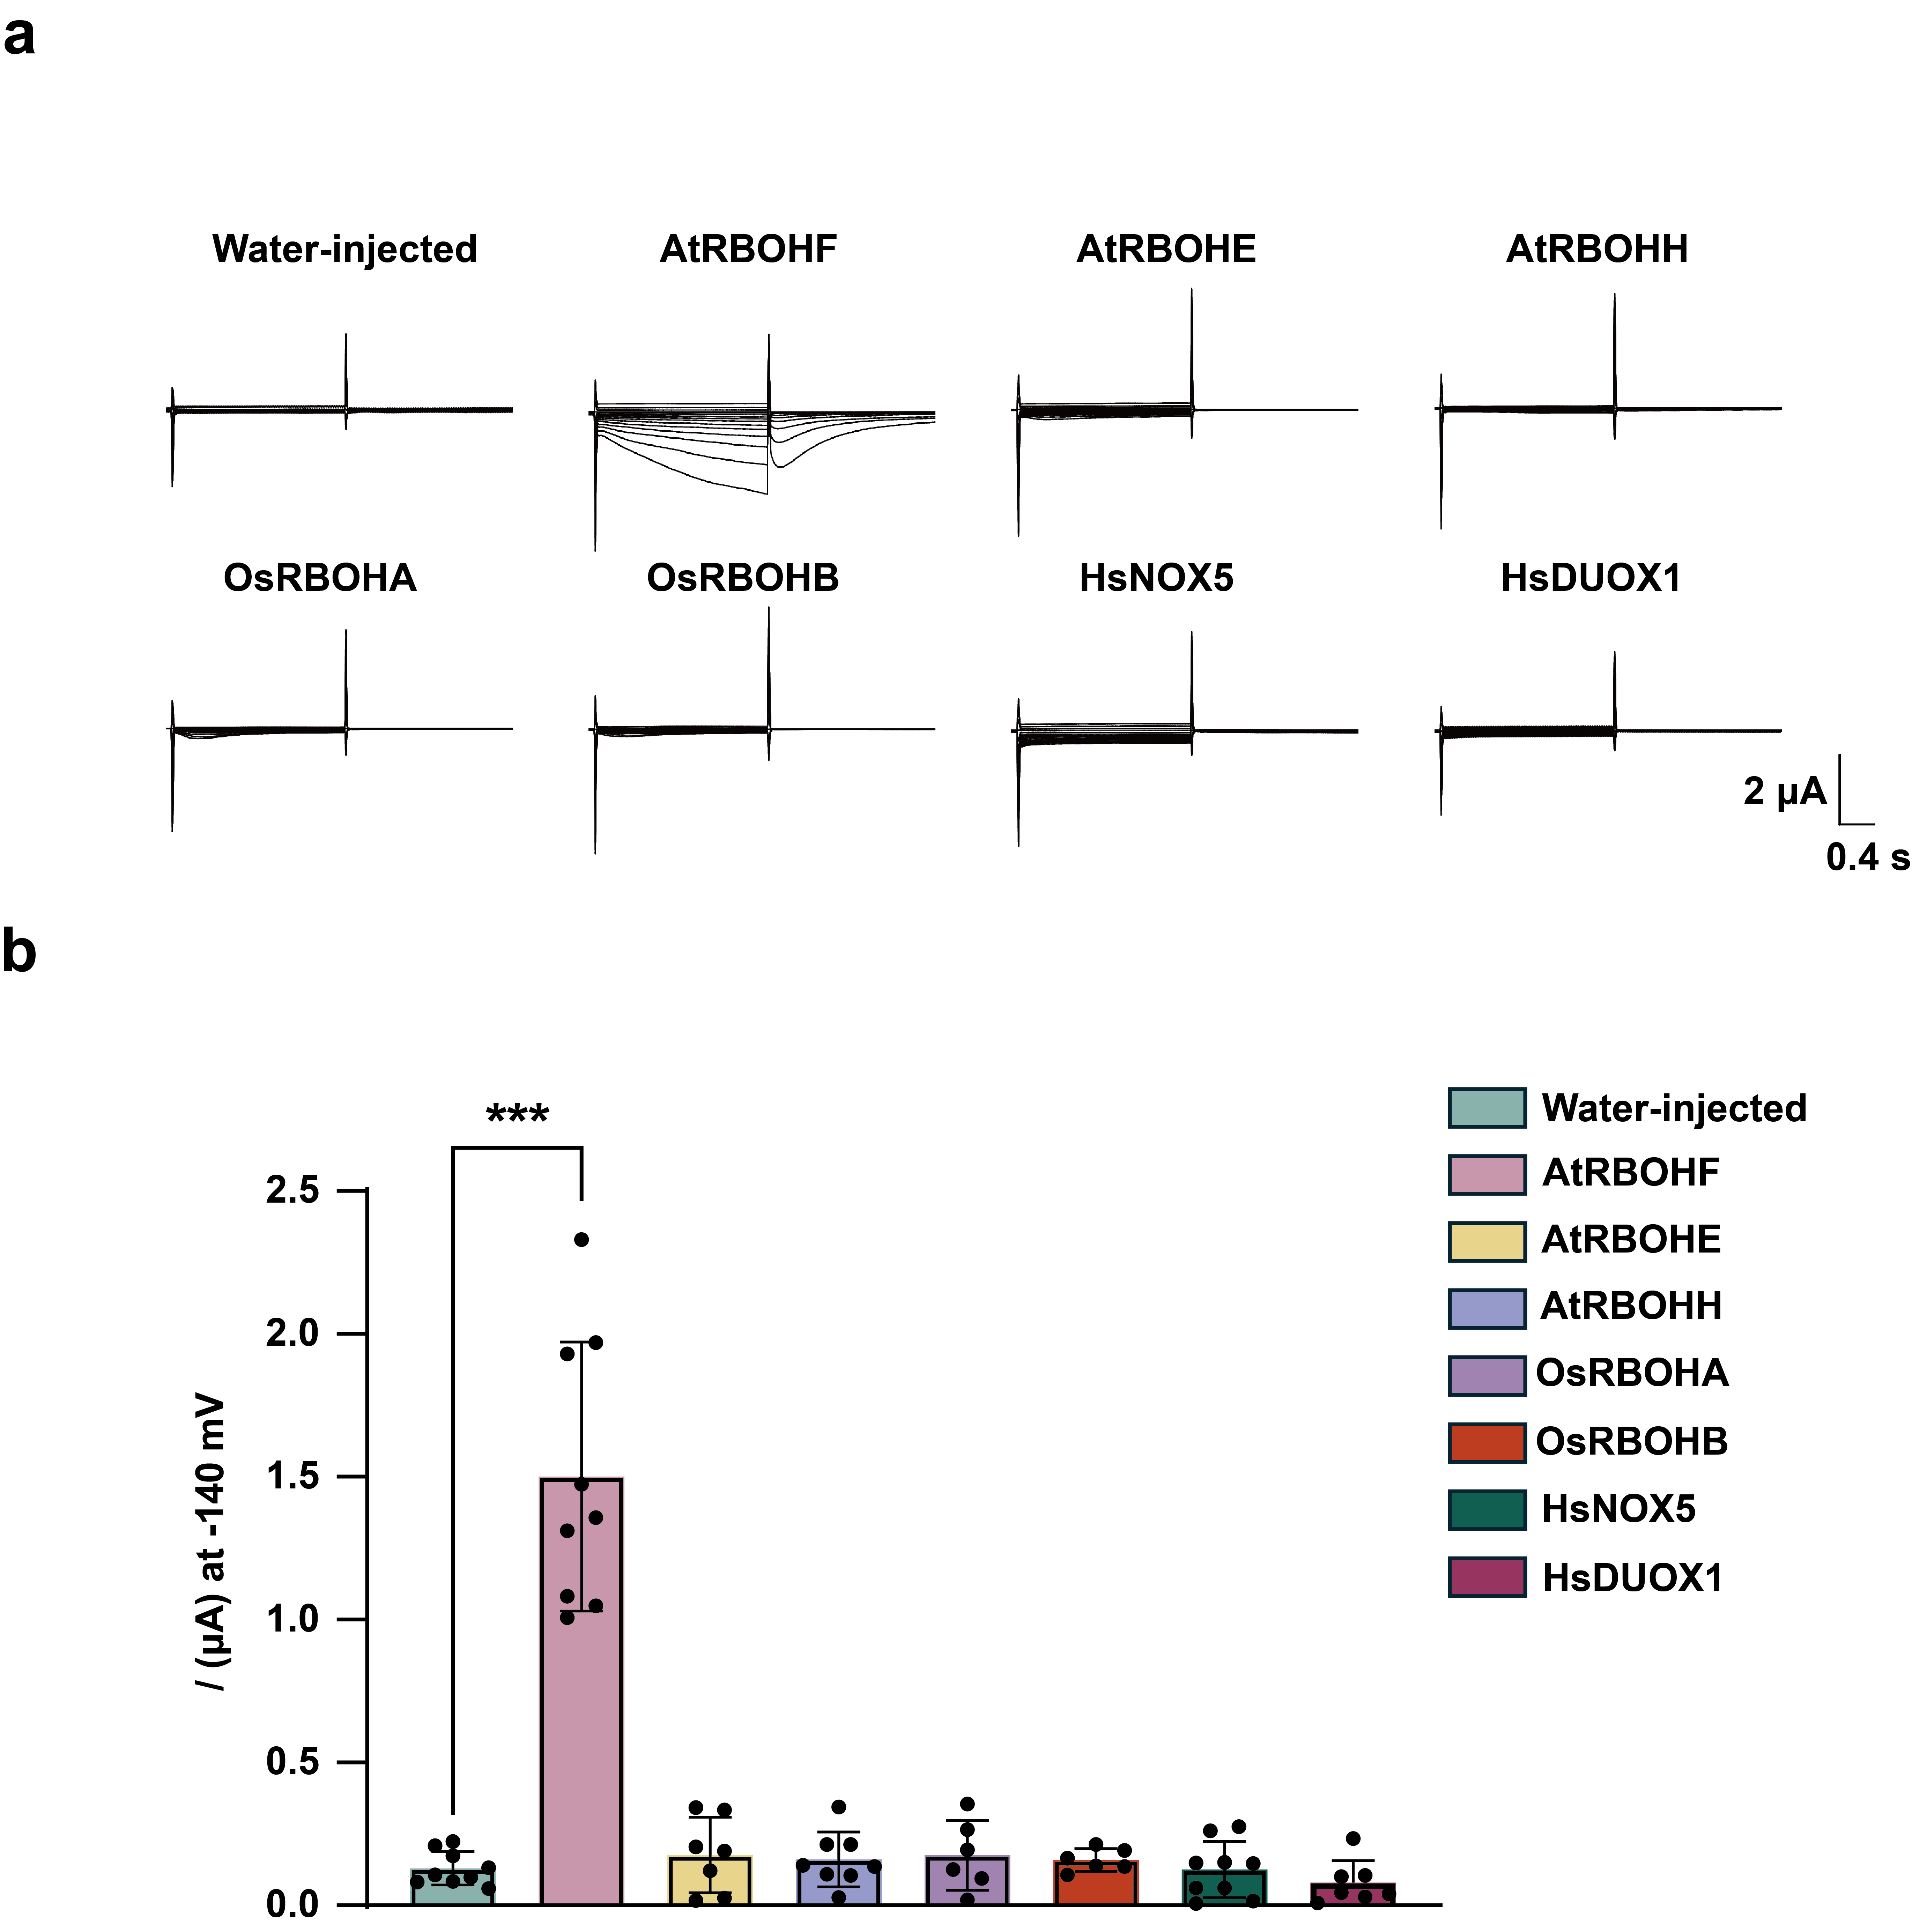 a
Water-injected
AtRBOHF
AtRBOHE
AtRBOHH
OsRBOHA
OsRBOHB
HsNOX5
HsDUOX1
2 μA
0.4 s
b
***
2.5
2.0
1.5
1.0
0.5
0.0
I (μA) at -140 mV
Water-injected
AtRBOHF
AtRBOHE
AtRBOHH
OsRBOHA
OsRBOHB
HsNOX5
HsDUOX1